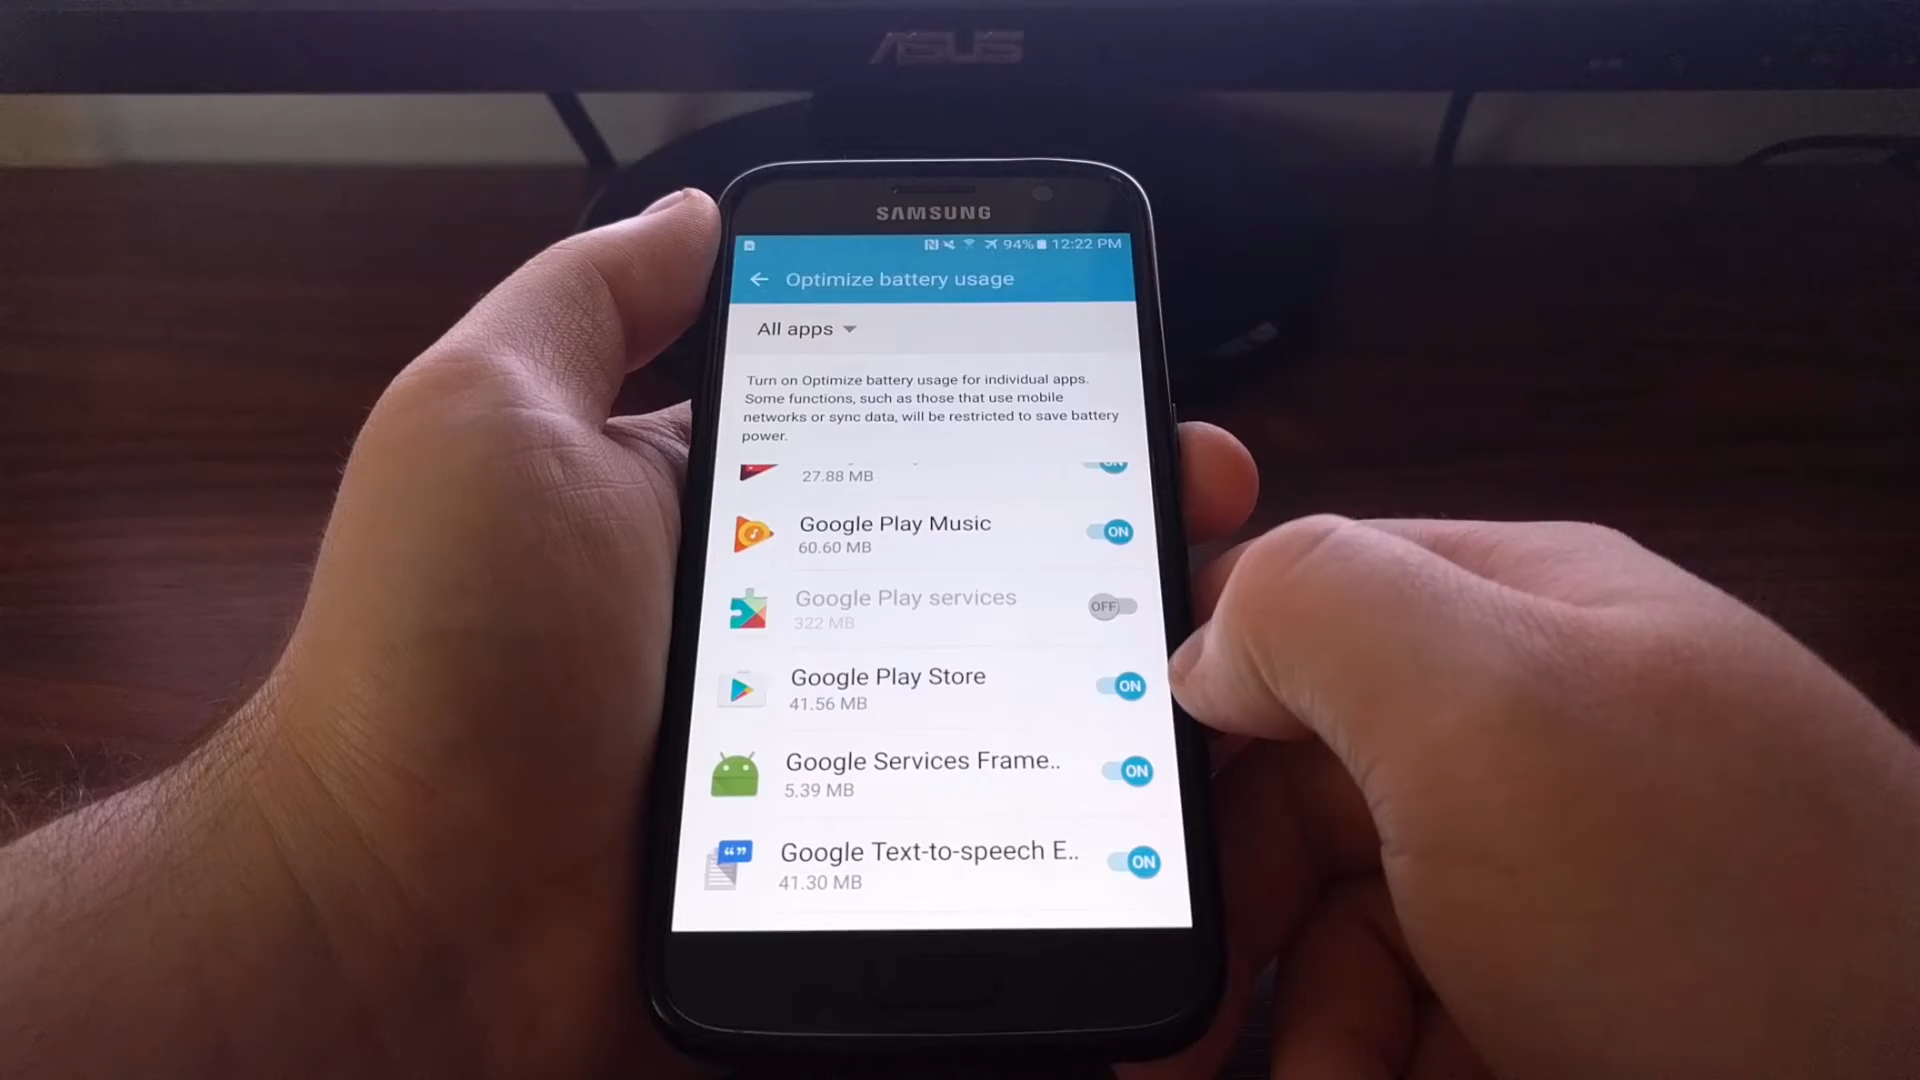 ASUS
SAMSUNG
94% 12:22 PM
Optimize battery usage
All apps
Turn on Optimize battery usage for individual apps.
Some functions, such as those that use mobile
networks or sync data, will be restricted to save battery
power.
27.88 MB
ON
Google Play Music
ON
60.60 MB
Google Play services
OFF
322 MB
Google Play Store
ON
41.56 MB
Google Services Frame..
ON
5.39 MB
Google Text-to-speech E..
ON
41.30 MB